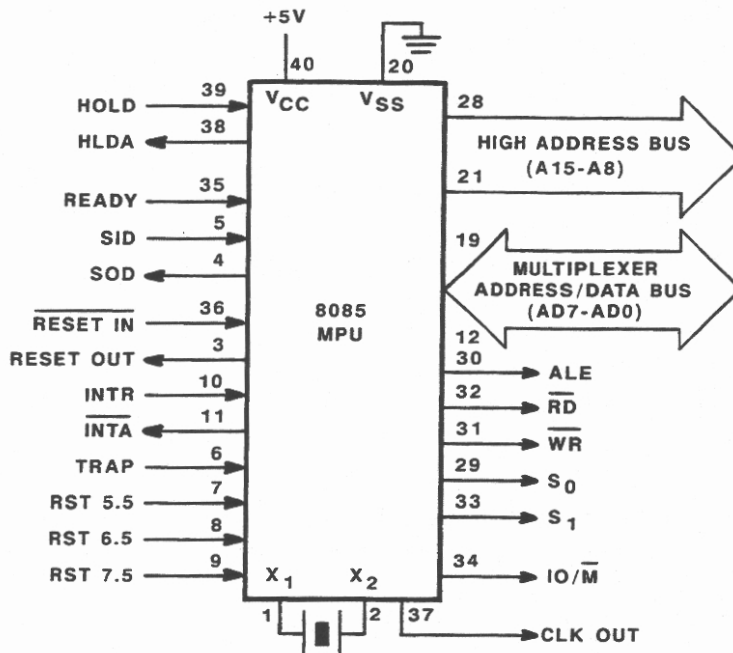 +5V
40
20
VCC
VSS
39
HOLD
38
HLDA
35
READY
5
SID
4
SOD
36
RESET IN
3
RESET OUT
10
INTR
11
INTA
6
TRAP
7
RST 5.5
8
RST 6.5
9
RST 7.5
8085
MPU
X1
X2
1
2
37
CLK OUT
28
HIGH ADDRESS BUS
(A15-A8)
21
19
MULTIPLEXER
ADDRESS/DATA BUS
(AD7-AD0)
12
30
ALE
32
RD
31
WR
29
S0
33
S1
34
IO/M